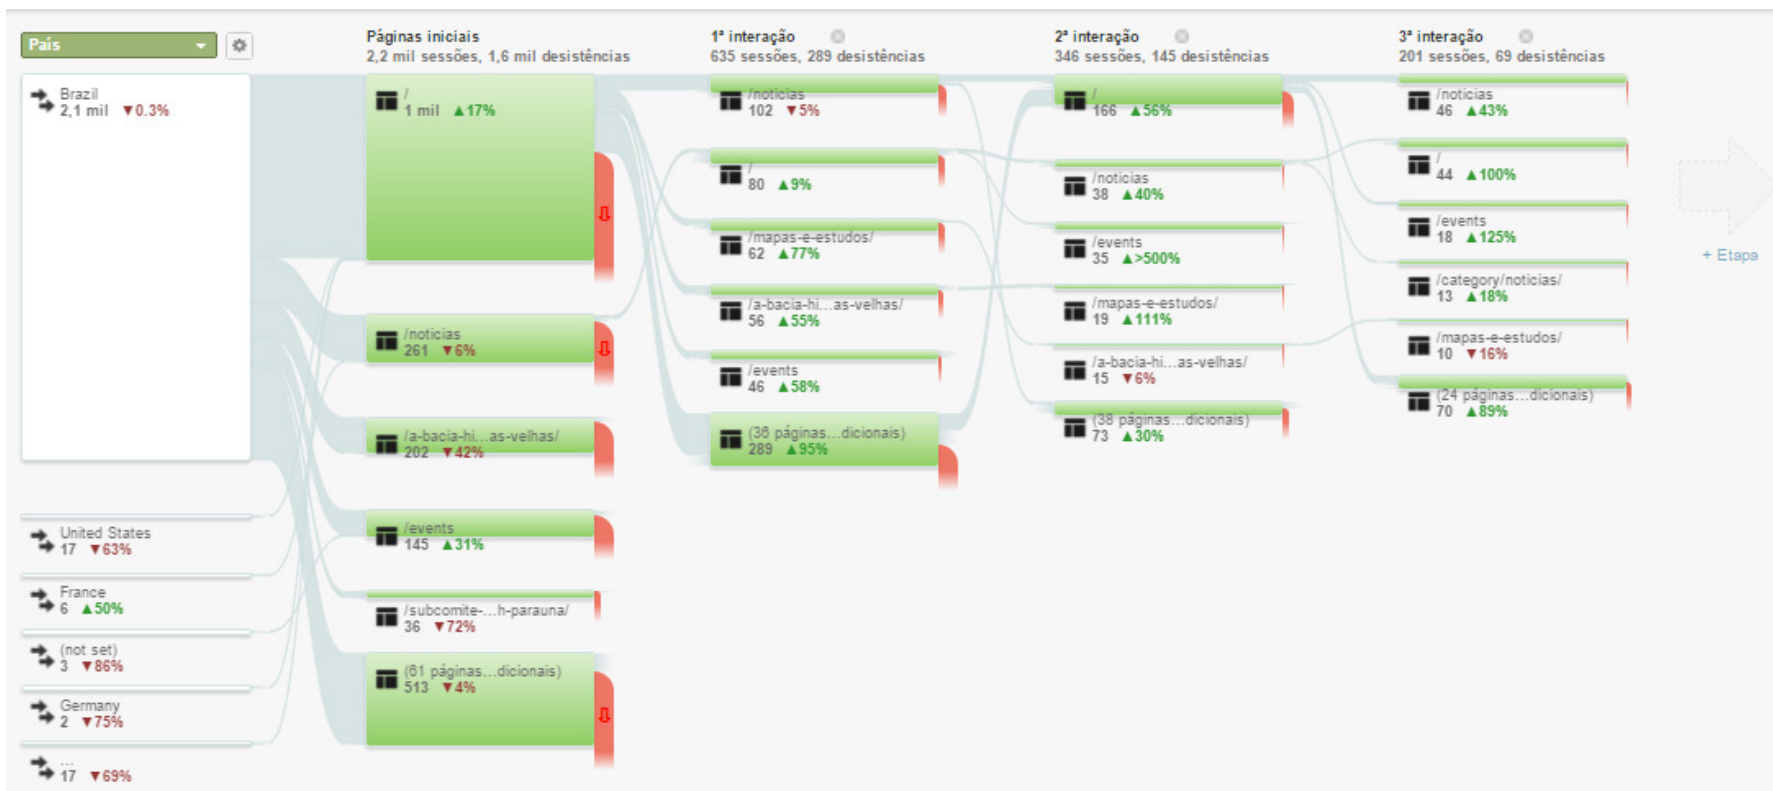 País
Brazil
2,1 mil ▼0.3%
United States
17 ▼63%
France
6 ▲50%
(not set)
3 ▼86%
Germany
2 ▼75%
...
17 ▼69%
Páginas iniciais
2,2 mil sessões, 1,6 mil desistências
/
1 mil ▲17%
/noticias
261 ▼6%
/a-bacia-hi...as-velhas/
202 ▼42%
/events
145 ▲31%
/subcomite-...h-parauna/
36 ▼72%
(61 páginas...dicionais)
513 ▼4%
1ª interação
635 sessões, 289 desistências
/noticias
102 ▼5%
/
80 ▲9%
/mapas-e-estudos/
62 ▲77%
/a-bacia-hi...as-velhas/
56 ▲55%
/events
46 ▲58%
(36 páginas...dicionais)
289 ▲95%
2ª interação
346 sessões, 145 desistências
/
166 ▲56%
/noticias
38 ▲40%
/events
35 ▲>500%
/mapas-e-estudos/
19 ▲111%
/a-bacia-hi...as-velhas/
15 ▼6%
(38 páginas...dicionais)
73 ▲30%
3ª interação
201 sessões, 69 desistências
/noticias
46 ▲43%
/
44 ▲100%
/events
18 ▲125%
/category/noticias/
13 ▲18%
/mapas-e-estudos/
10 ▼16%
(24 páginas...dicionais)
70 ▲89%
+ Etapa